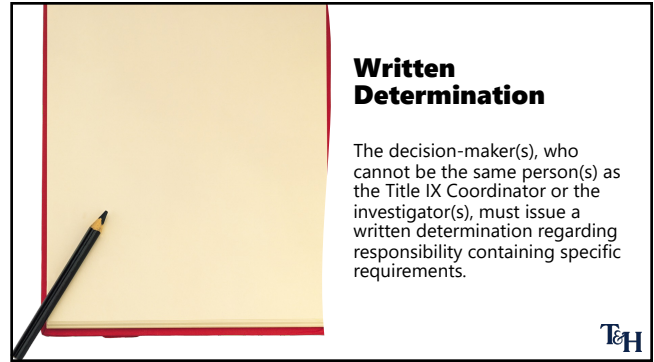 Written
Determination
The decision-maker(s), who
cannot be the same person(s) as
the Title IX Coordinator or the
investigator(s), must issue a
written determination regarding
responsibility containing specific
requirements.
T&H